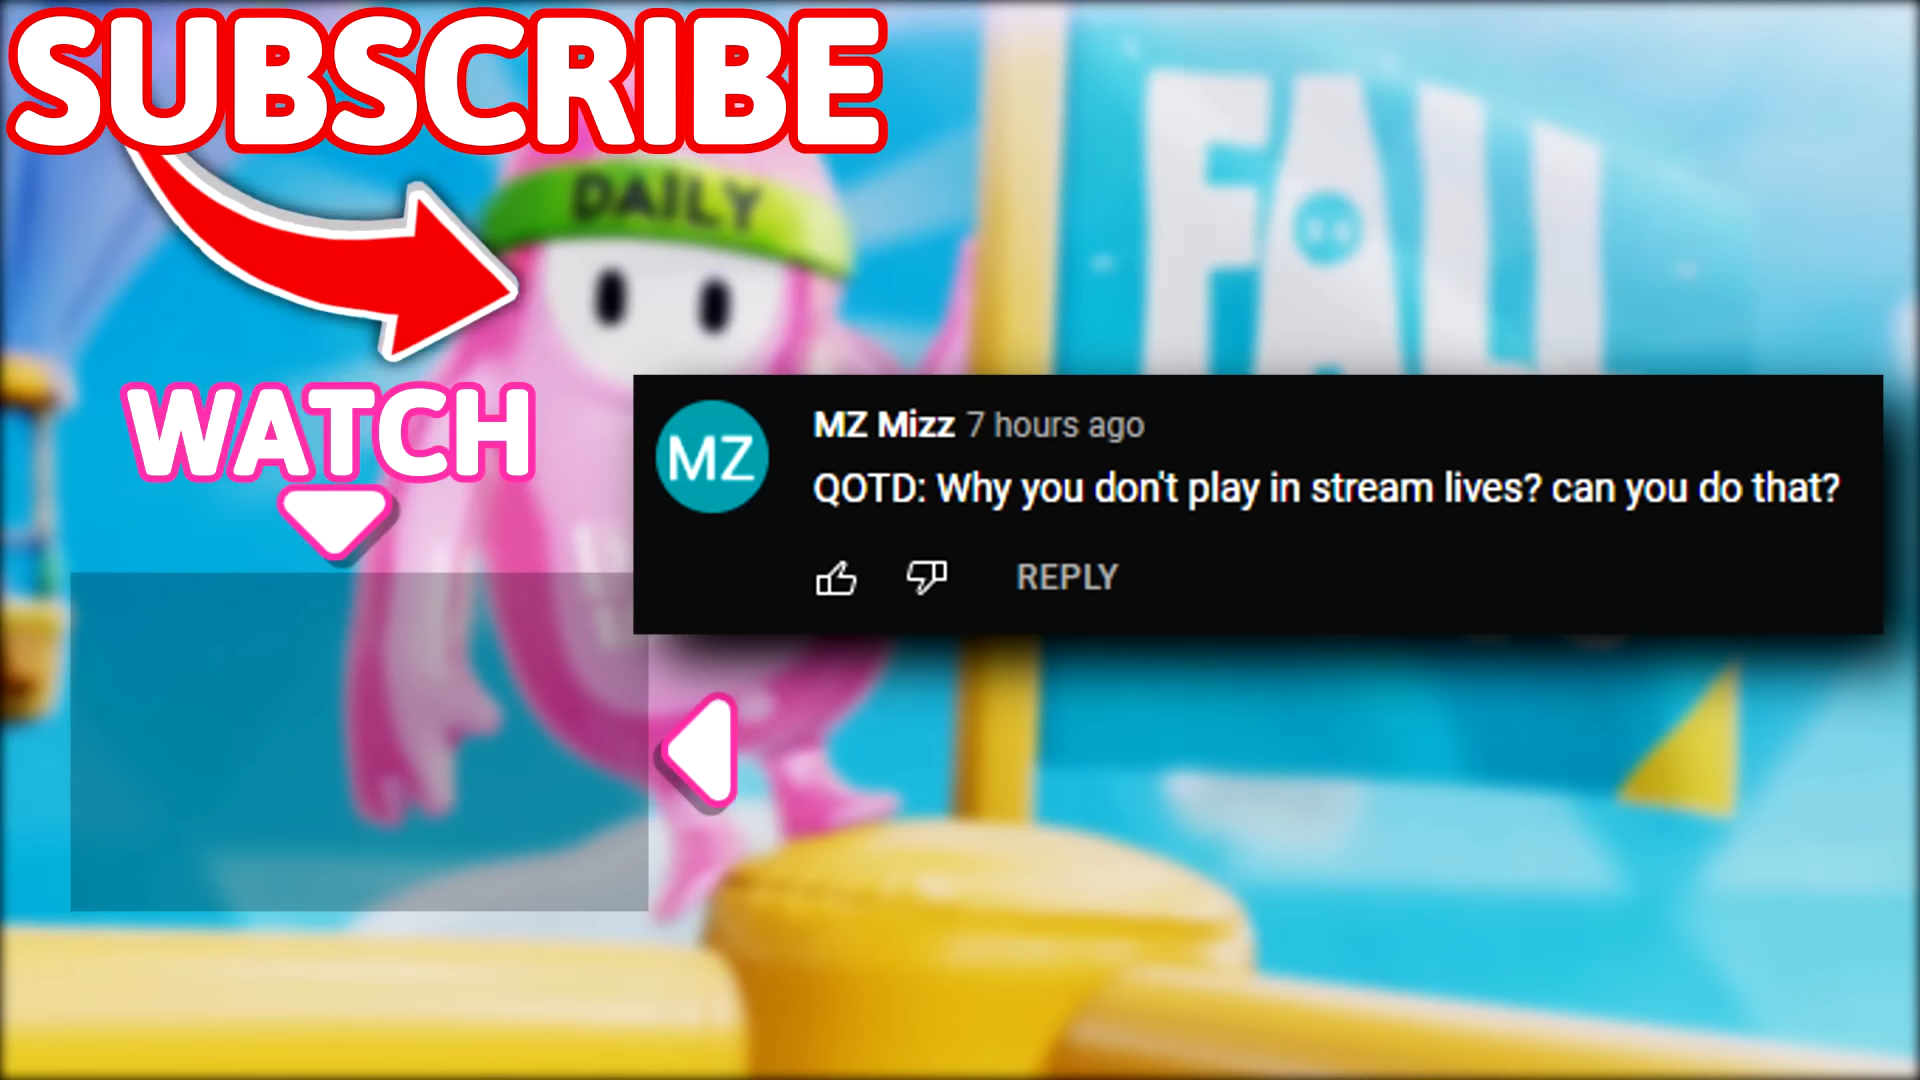 SUBSCRIBE
DAILY
FALL
WATCH
MZ
MZ Mizz 7 hours ago
QOTD: Why you don't play in stream lives? can you do that?
REPLY